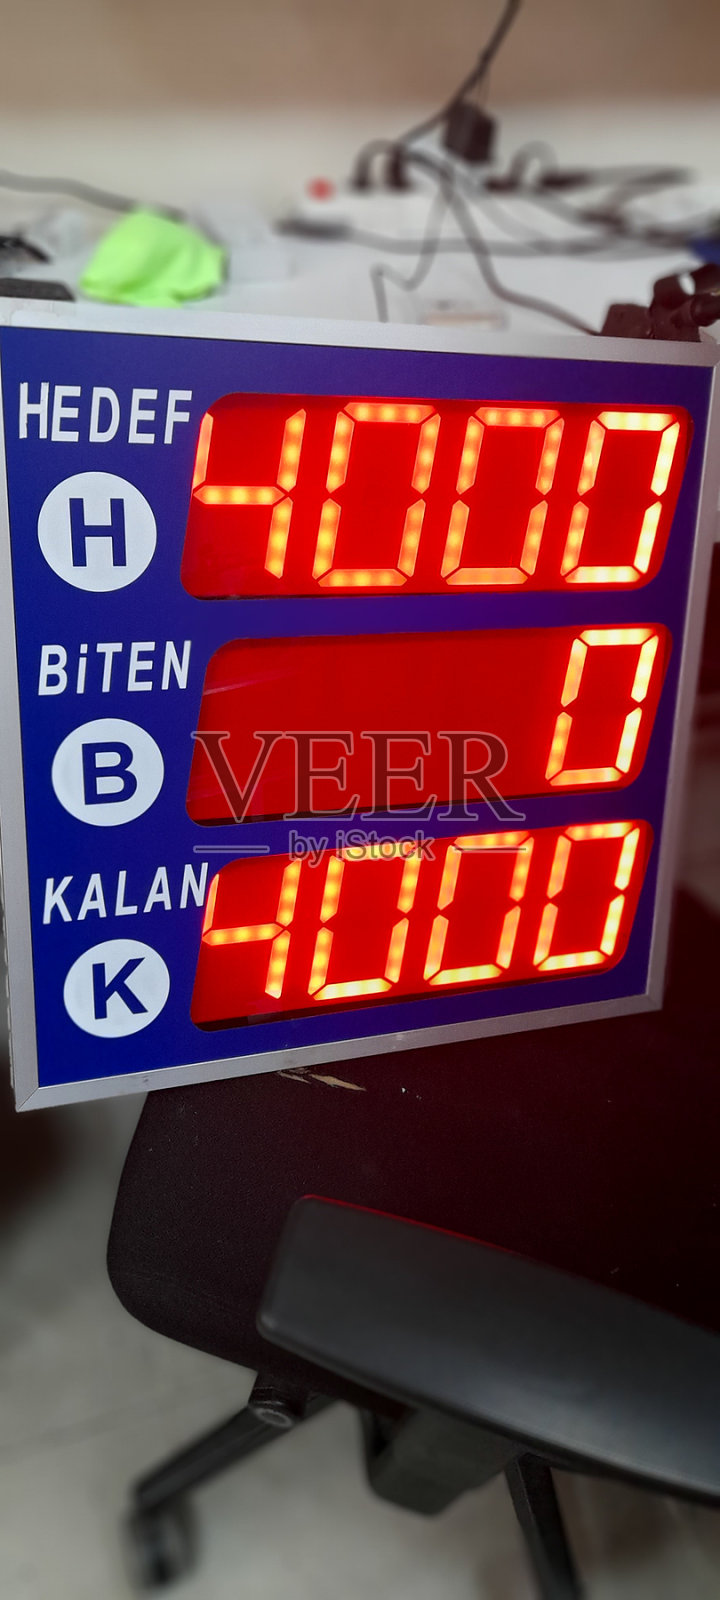 HEDEF 4000
H
BiTEN 0
B
VEER
by iStock
KALAN 4000
K